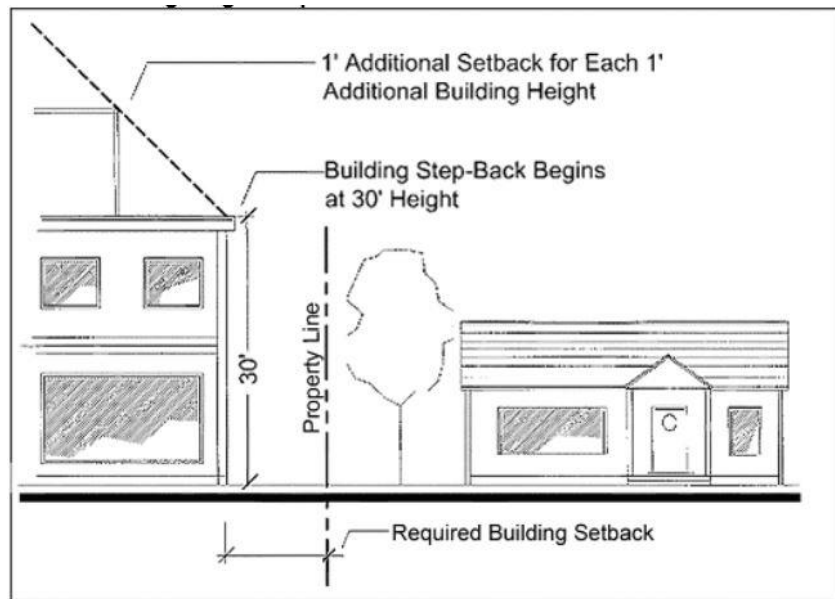 1' Additional Setback for Each 1'
Additional Building Height
Building Step-Back Begins
at 30' Height
30'
Property Line
Required Building Setback